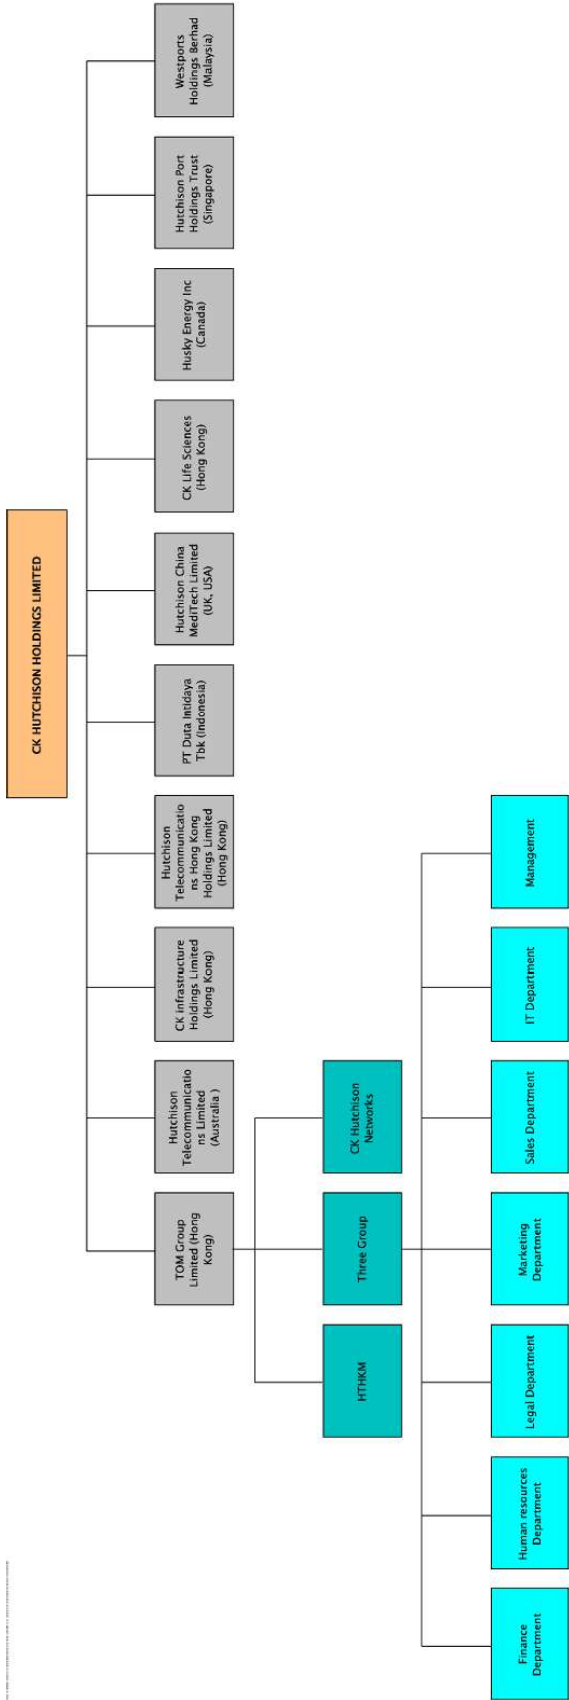 CK HUTCHISON HOLDINGS LIMITED
TOM Group
Limited (Hong
Kong)
Hutchison
Telecommunicatio
ns Limited
(Australia )
CK infrastructure
Holdings Limited
(Hong Kong)
Hutchison
Telecommunicatio
ns Hong Kong
Holdings Limited
(Hong Kong)
PT Duta Intidaya
Tbk (Indonesia)
Hutchison China
MediTech Limited
(UK, USA)
CK Life Sciences
(Hong Kong)
Husky Energy Inc
(Canada)
Hutchison Port
Holdings Trust
(Singapore)
Westports
Holdings Berhad
(Malaysia)
HTHKM
Three Group
CK Hutchison
Networks
Finance
Department
Human resources
Department
Legal Department
Marketing
Department
Sales Department
IT Department
Management